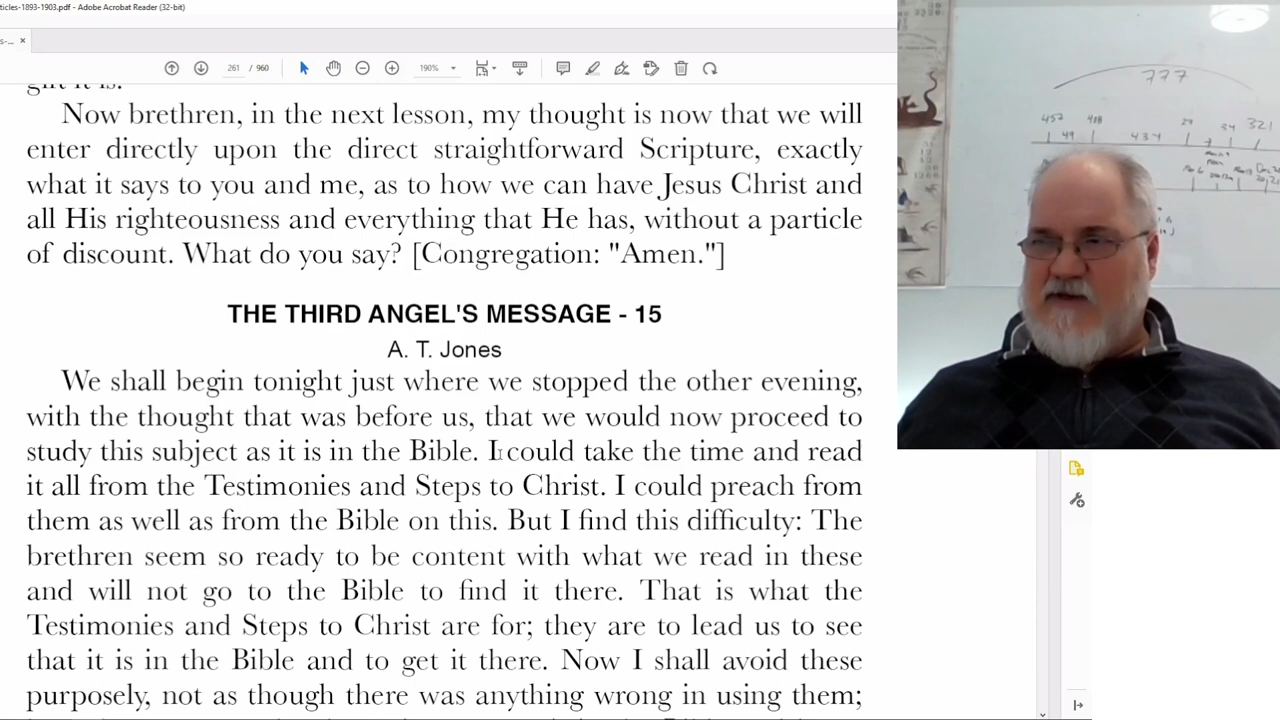 ticles-1893-1903.pdf - Adobe Acrobat Reader (32-bit)
s-... ×
261 / 960
190%
gift it is.
Now brethren, in the next lesson, my thought is now that we will
enter directly upon the direct straightforward Scripture, exactly
what it says to you and me, as to how we can have Jesus Christ and
all His righteousness and everything that He has, without a particle
of discount. What do you say? [Congregation: "Amen."]
THE THIRD ANGEL'S MESSAGE - 15
A. T. Jones
We shall begin tonight just where we stopped the other evening,
with the thought that was before us, that we would now proceed to
study this subject as it is in the Bible. I could take the time and read
it all from the Testimonies and Steps to Christ. I could preach from
them as well as from the Bible on this. But I find this difficulty: The
brethren seem so ready to be content with what we read in these
and will not go to the Bible to find it there. That is what the
Testimonies and Steps to Christ are for; they are to lead us to see
that it is in the Bible and to get it there. Now I shall avoid these
purposely, not as though there was anything wrong in using them;
777
457 408 27 34 321
49 434